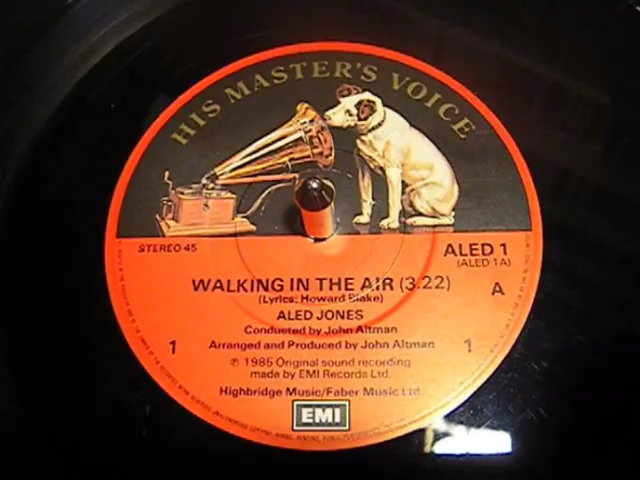 HIS MASTER'S VOICE
STEREO 45
ALED 1
(ALED 1A)
WALKING IN THE AIR (3.22)
A
(Lyrics: Howard Blake)
ALED JONES
Conducted by John Altman
1
Arranged and Produced by John Altman
1
℗ 1985 Original sound recording
made by EMI Records Ltd.
Highbridge Music/Faber Music Ltd.
EMI